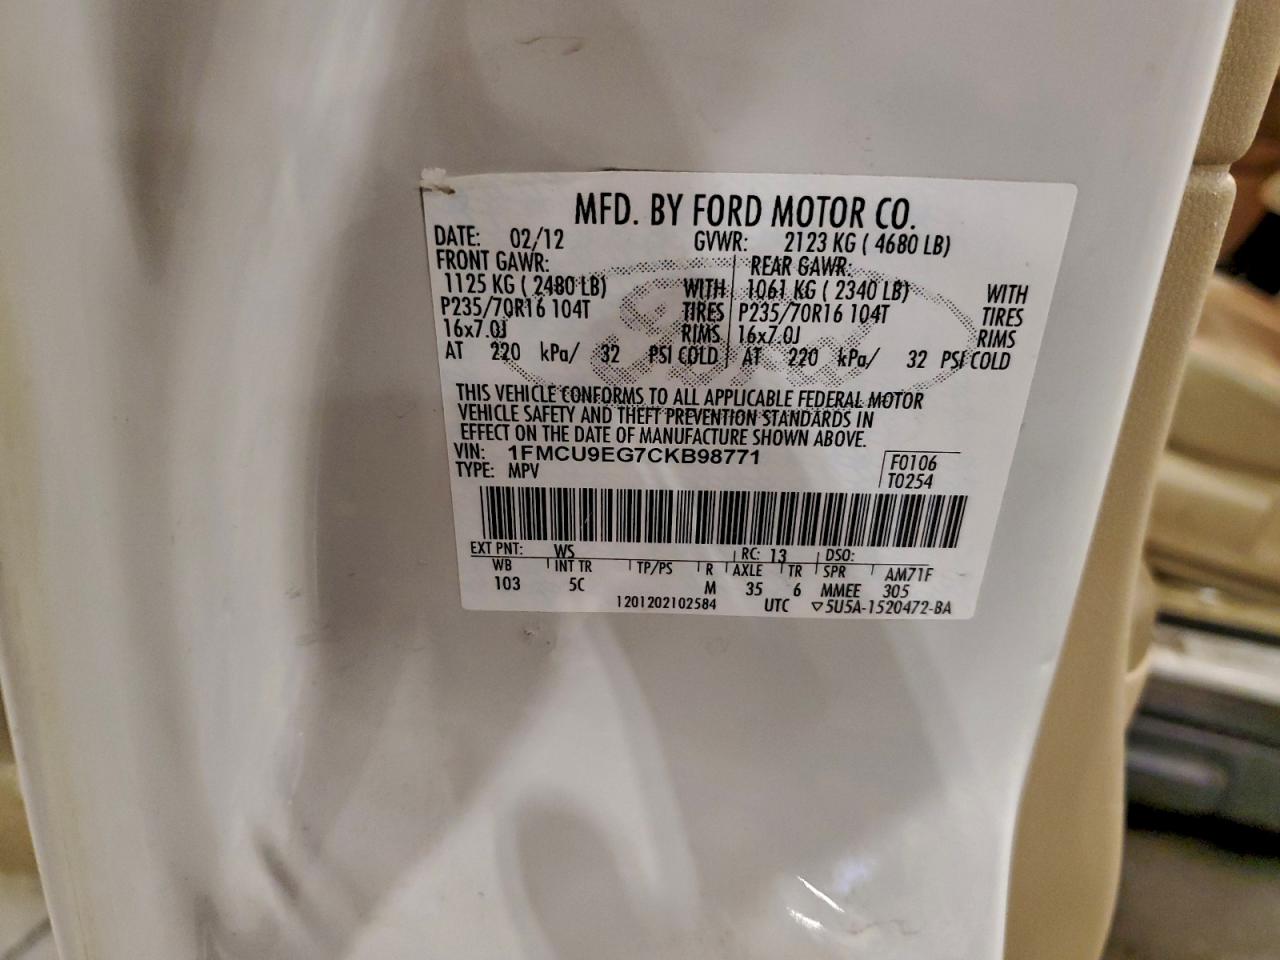 MFD. BY FORD MOTOR CO.
DATE: 02/12 GVWR: 2123 KG ( 4680 LB)
FRONT GAWR: REAR GAWR:
1125 KG ( 2480 LB) WITH 1061 KG ( 2340 LB) WITH
P235/70R16 104T TIRES P235/70R16 104T TIRES
16x7.0J RIMS 16x7.0J RIMS
AT 220 kPa/ 32 PSI COLD AT 220 kPa/ 32 PSI COLD
THIS VEHICLE CONFORMS TO ALL APPLICABLE FEDERAL MOTOR
VEHICLE SAFETY AND THEFT PREVENTION STANDARDS IN
EFFECT ON THE DATE OF MANUFACTURE SHOWN ABOVE.
VIN: 1FMCU9EG7CKB98771 F0106
TYPE: MPV T0254
EXT PNT: WS RC: 13 DSO:
WB INT TR TP/PS R AXLE TR SPR AM71F
103 5C M 35 6 MMEE 305
1201202102584 UTC ▽5U5A-1520472-BA